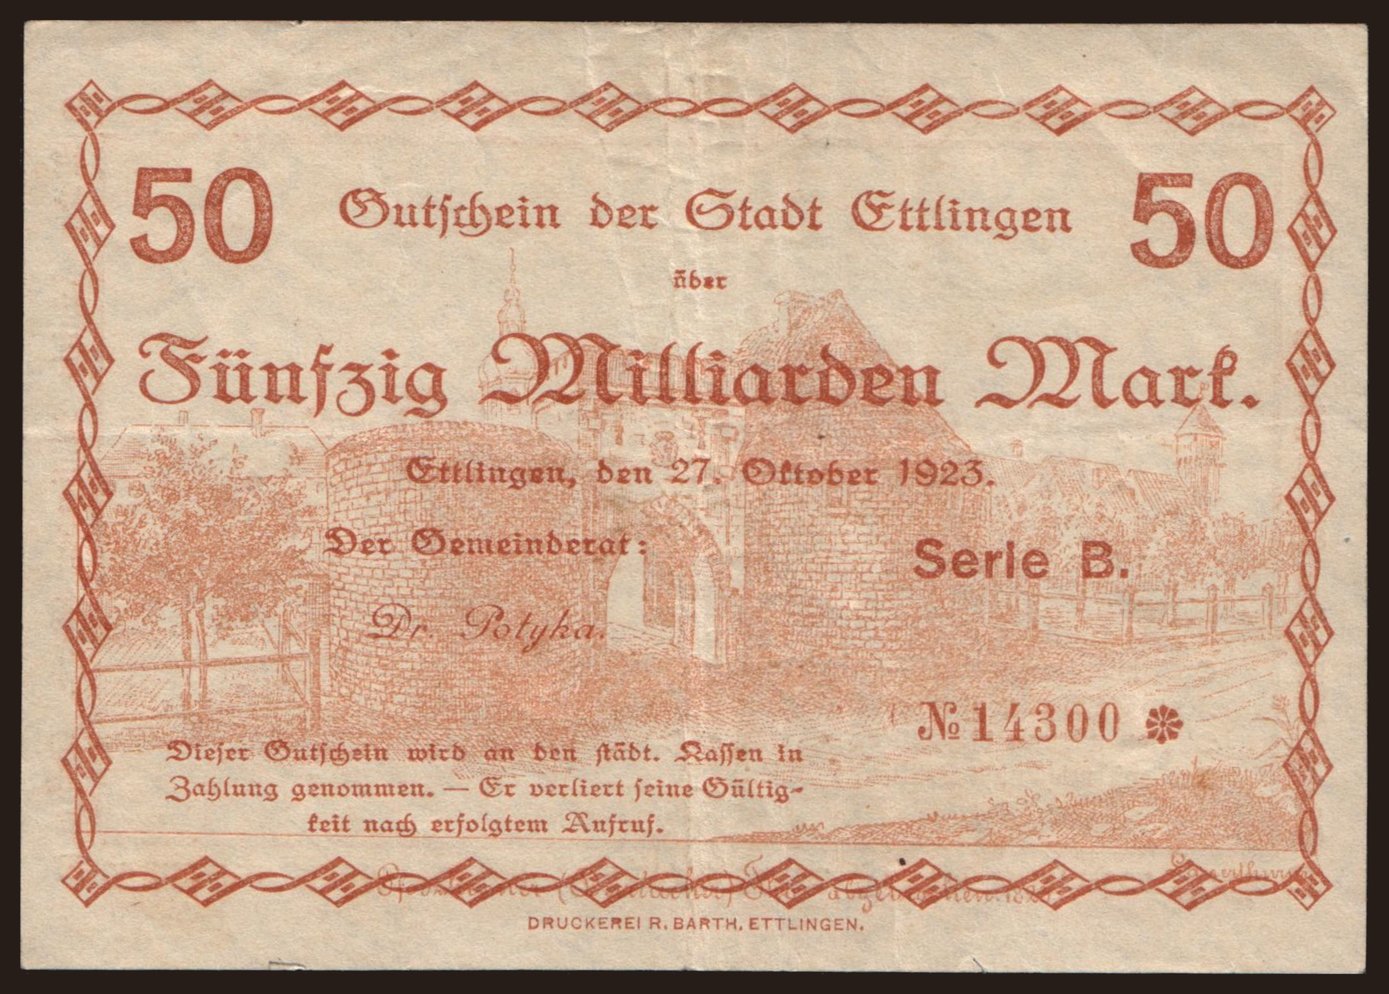 50 Gutschein der Stadt Ettlingen 50
über
Fünfzig Milliarden Mark.
Ettlingen, den 27. Oktober 1923.
Der Gemeinderat:
Serie B.
Dr. Potyka.
№ 14300
Dieser Gutschein wird an den städt. Kassen in
Zahlung genommen. — Er verliert seine Gültig-
keit nach erfolgtem Aufruf.
DRUCKEREI R. BARTH, ETTLINGEN.